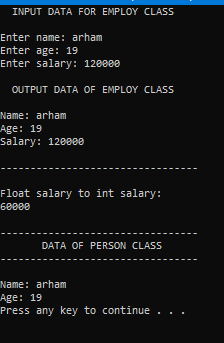 INPUT DATA FOR EMPLOY CLASS
Enter name: arham
Enter age: 19
Enter salary: 120000
OUTPUT DATA OF EMPLOY CLASS
Name: arham
Age: 19
Salary: 120000
---------------------------------
Float salary to int salary:
60000
---------------------------------
DATA OF PERSON CLASS
---------------------------------
Name: arham
Age: 19
Press any key to continue . . .